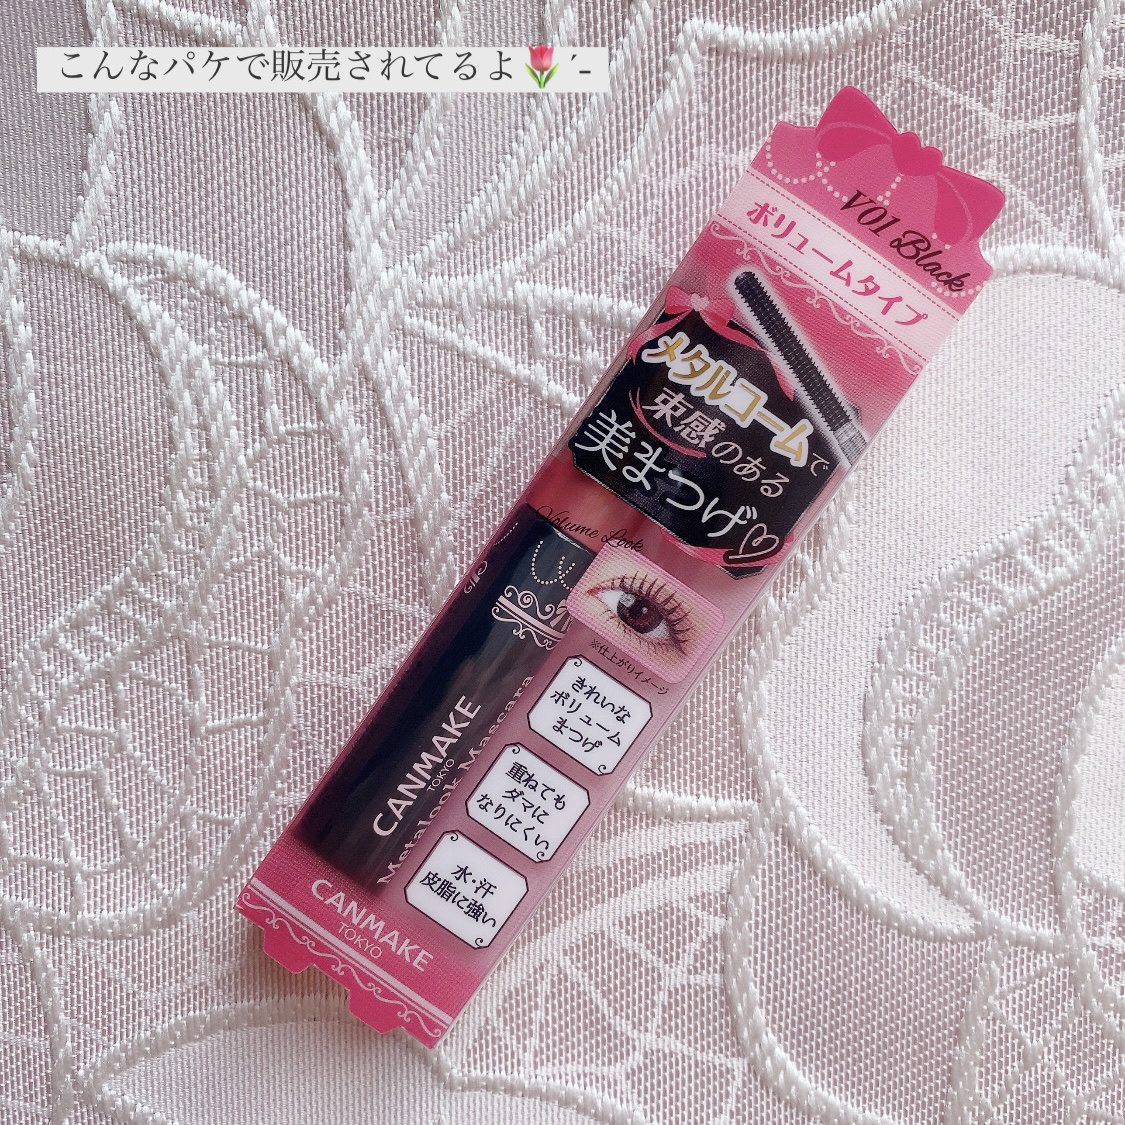 こんなパケで販売されてるよ🌷´-
V01 Black
ボリュームタイプ
メタルコームで
束感のある
美まつげ♡
Volume Look
※仕上がりイメージ
きれいな
ボリューム
まつげ
重ねても
ダマに
なりにくい
水・汗
皮脂に強い
CANMAKE
TOKYO
Metalook Mascara
CANMAKE
TOKYO